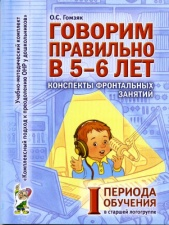 О.С. Гомзяк
ГОВОРИМ
ПРАВИЛЬНО
В 5–6 ЛЕТ
КОНСПЕКТЫ ФРОНТАЛЬНЫХ
ЗАНЯТИЙ
I ПЕРИОДА
ОБУЧЕНИЯ
в старшей логогруппе
Учебно-методический комплект
«Комплексный подход к преодолению ОНР у дошкольников»